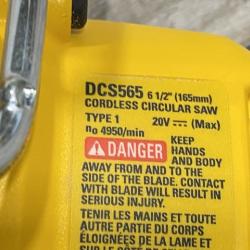 DCS565 6 1/2" (165mm)
CORDLESS CIRCULAR SAW
TYPE 1 20V ⎓ (Max)
no 4950/min
⚠ DANGER KEEP
HANDS
AND BODY
AWAY FROM AND TO THE
SIDE OF THE BLADE. CONTACT
WITH BLADE WILL RESULT IN
SERIOUS INJURY.
TENIR LES MAINS ET TOUTE
AUTRE PARTIE DU CORPS
ÉLOIGNÉES DE LA LAME ET